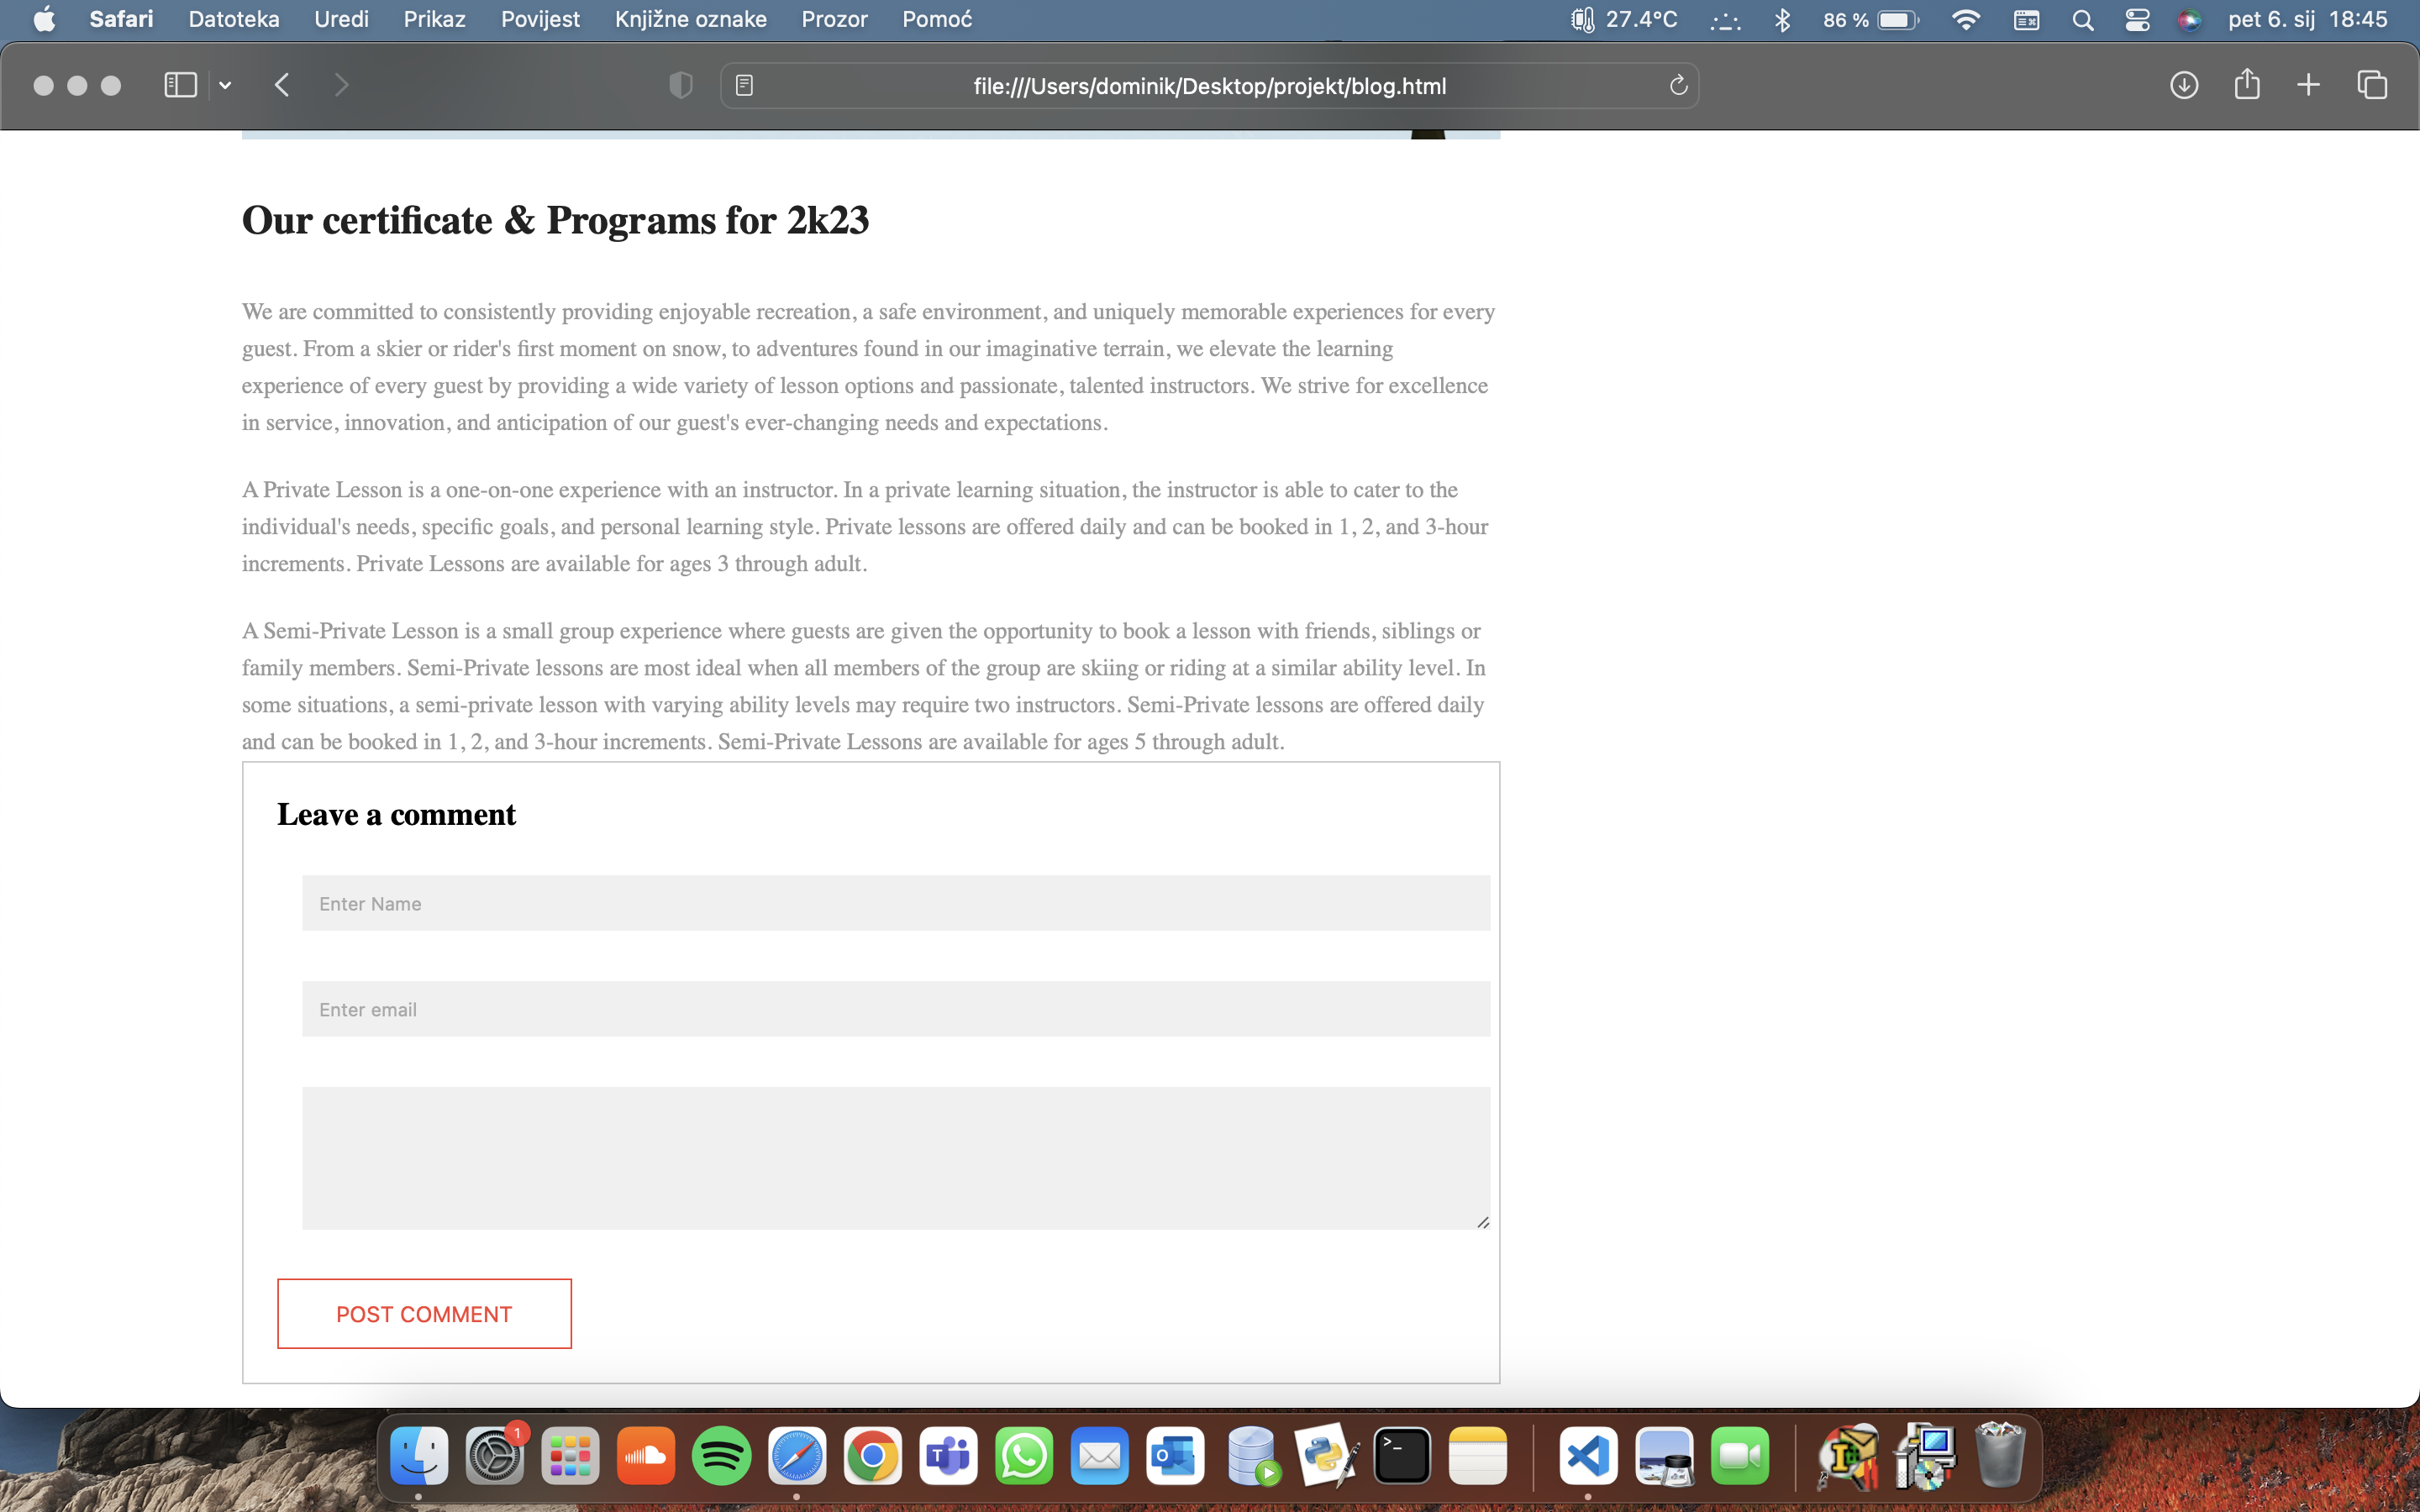 Safari Datoteka Uredi Prikaz Povijest Knjižne oznake Prozor Pomoć 27.4°C 86 % pet 6. sij 18:45
file:///Users/dominik/Desktop/projekt/blog.html
Our certificate & Programs for 2k23
We are committed to consistently providing enjoyable recreation, a safe environment, and uniquely memorable experiences for every
guest. From a skier or rider's first moment on snow, to adventures found in our imaginative terrain, we elevate the learning
experience of every guest by providing a wide variety of lesson options and passionate, talented instructors. We strive for excellence
in service, innovation, and anticipation of our guest's ever-changing needs and expectations.
A Private Lesson is a one-on-one experience with an instructor. In a private learning situation, the instructor is able to cater to the
individual's needs, specific goals, and personal learning style. Private lessons are offered daily and can be booked in 1, 2, and 3-hour
increments. Private Lessons are available for ages 3 through adult.
A Semi-Private Lesson is a small group experience where guests are given the opportunity to book a lesson with friends, siblings or
family members. Semi-Private lessons are most ideal when all members of the group are skiing or riding at a similar ability level. In
some situations, a semi-private lesson with varying ability levels may require two instructors. Semi-Private lessons are offered daily
and can be booked in 1, 2, and 3-hour increments. Semi-Private Lessons are available for ages 5 through adult.
Leave a comment
Enter Name
Enter email
POST COMMENT
1